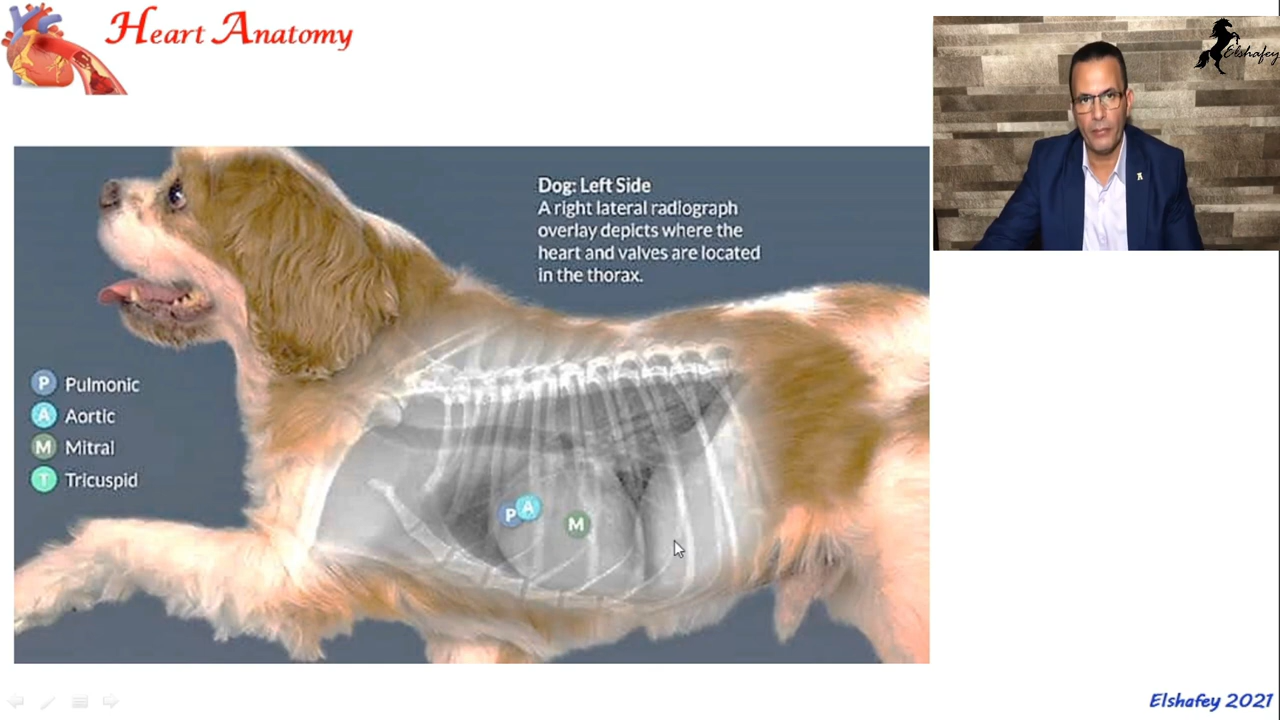 Heart Anatomy
Elshafey
Dog: Left Side
A right lateral radiograph
overlay depicts where the
heart and valves are located
in the thorax.
P Pulmonic
A Aortic
M Mitral
T Tricuspid
P A
M
Elshafey 2021